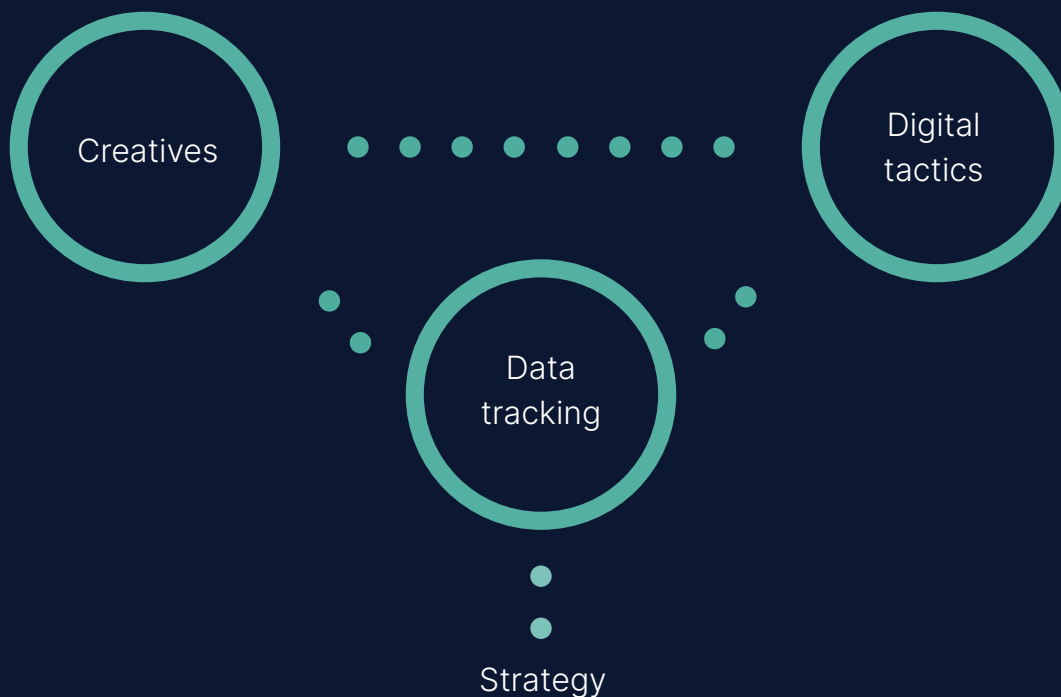 Creatives
Digital
tactics
Data
tracking
Strategy